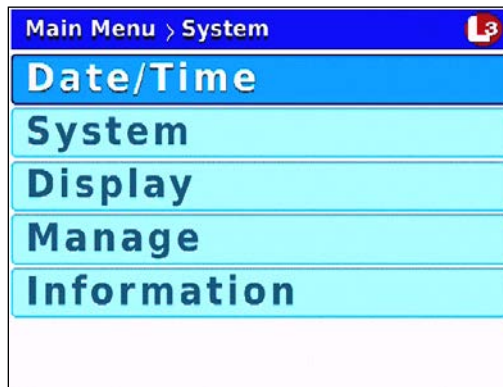 Main Menu > System
L3
Date/Time
System
Display
Manage
Information